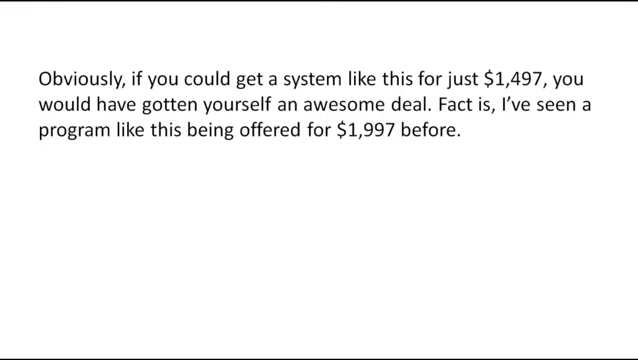 Obviously, if you could get a system like this for just $1,497, you
would have gotten yourself an awesome deal. Fact is, I’ve seen a
program like this being offered for $1,997 before.